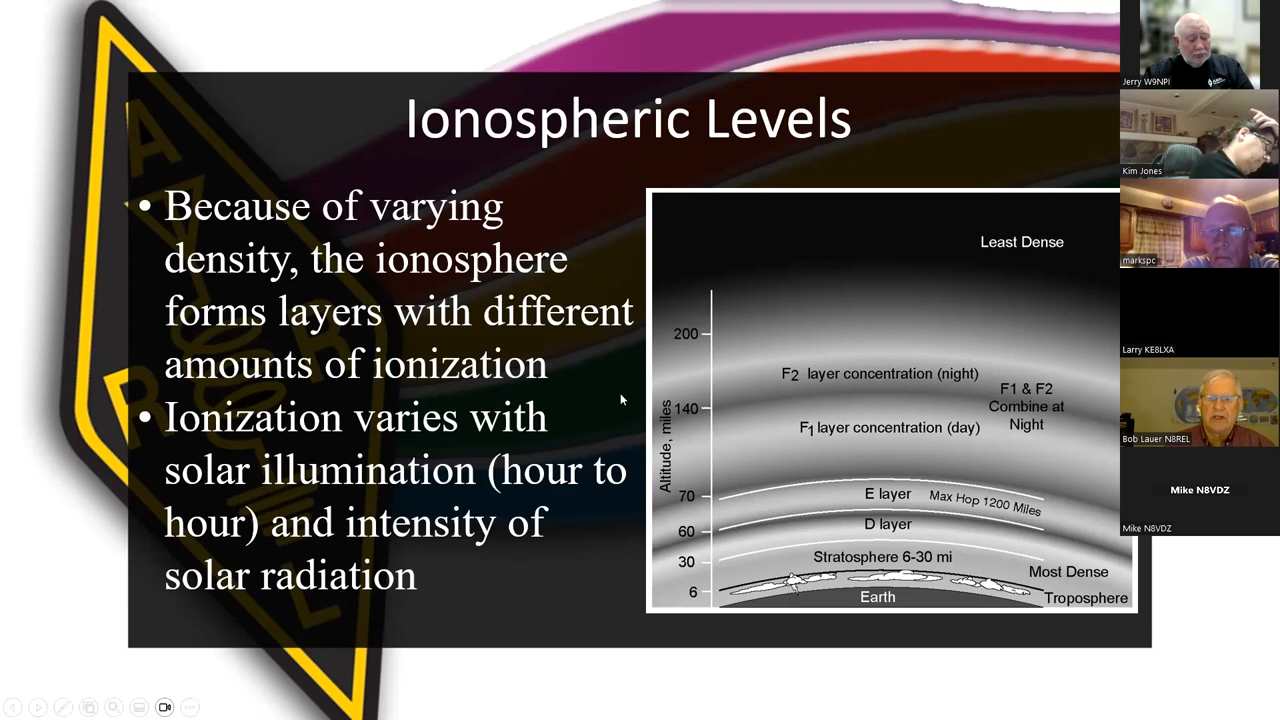 Ionospheric Levels
• Because of varying
density, the ionosphere
forms layers with different
amounts of ionization
• Ionization varies with
solar illumination (hour to
hour) and intensity of
solar radiation
Least Dense
200
F2 layer concentration (night)
F1 & F2
Combine at
Night
140
F1 layer concentration (day)
Altitude, miles
70
E layer
Max Hop 1200 Miles
60
D layer
30
Stratosphere 6-30 mi
Most Dense
6
Earth
Troposphere
Jerry W9NPI
Kim Jones
markspc
Larry KE8LXA
Bob Lauer N8REL
Mike N8VDZ
Mike N8VDZ
A
R
R
L